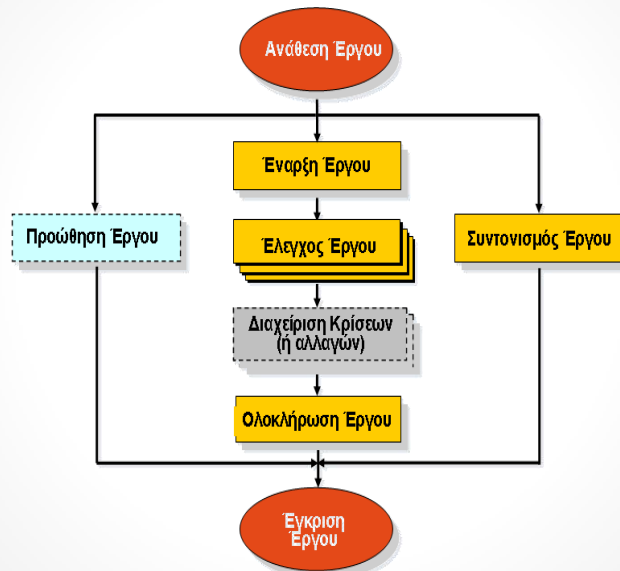 Ανάθεση Έργου
Έναρξη Έργου
Προώθηση Έργου
Έλεγχος Έργου
Συντονισμός Έργου
Διαχείριση Κρίσεων
(ή αλλαγών)
Ολοκλήρωση Έργου
Έγκριση
Έργου